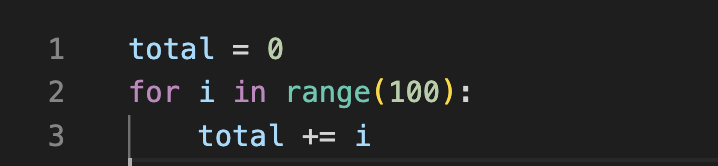 1 total = 0
2 for i in range(100):
3     total += i